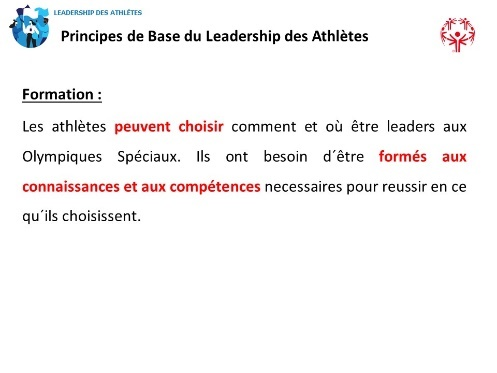 LEADERSHIP DES ATHLÈTES
Principes de Base du Leadership des Athlètes
Formation :
Les athlètes peuvent choisir comment et où être leaders aux
Olympiques Spéciaux. Ils ont besoin d´être formés aux
connaissances et aux compétences necessaires pour reussir en ce
qu´ils choisissent.